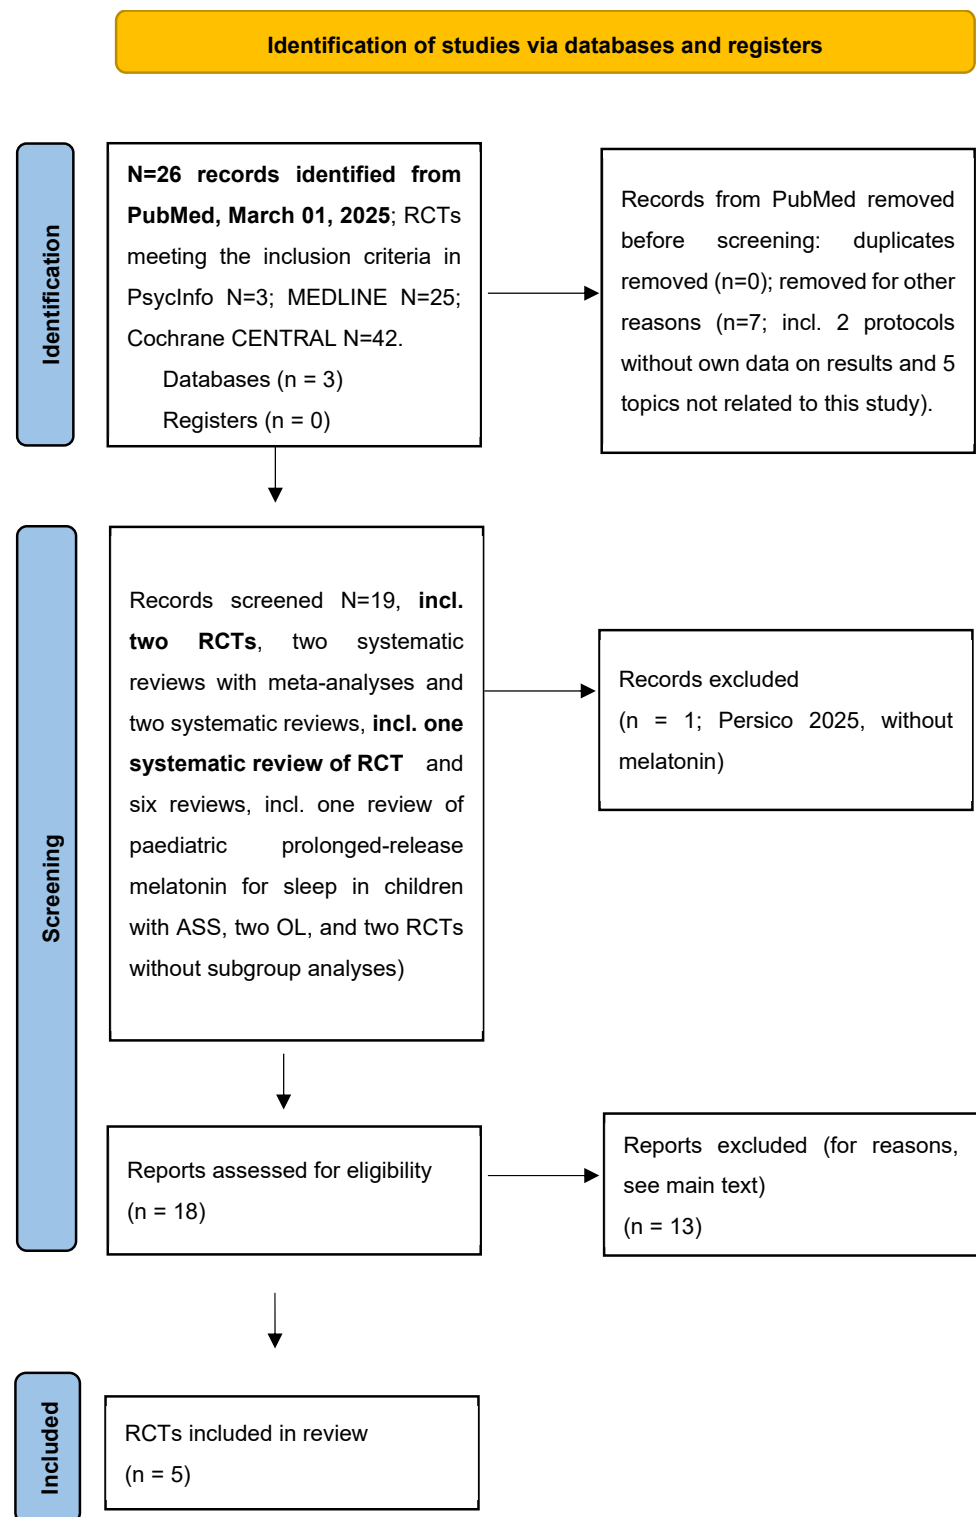 Identification of studies via databases and registers
Identification
N=26 records identified from
PubMed, March 01, 2025; RCTs
meeting the inclusion criteria in
PsycInfo N=3; MEDLINE N=25;
Cochrane CENTRAL N=42.
Databases (n = 3)
Registers (n = 0)
Records from PubMed removed
before screening: duplicates
removed (n=0); removed for other
reasons (n=7; incl. 2 protocols
without own data on results and 5
topics not related to this study).
Screening
Records screened N=19, incl.
two RCTs, two systematic
reviews with meta-analyses and
two systematic reviews, incl. one
systematic review of RCT and
six reviews, incl. one review of
paediatric prolonged-release
melatonin for sleep in children
with ASS, two OL, and two RCTs
without subgroup analyses)
Records excluded
(n = 1; Persico 2025, without
melatonin)
Reports assessed for eligibility
(n = 18)
Reports excluded (for reasons,
see main text)
(n = 13)
Included
RCTs included in review
(n = 5)